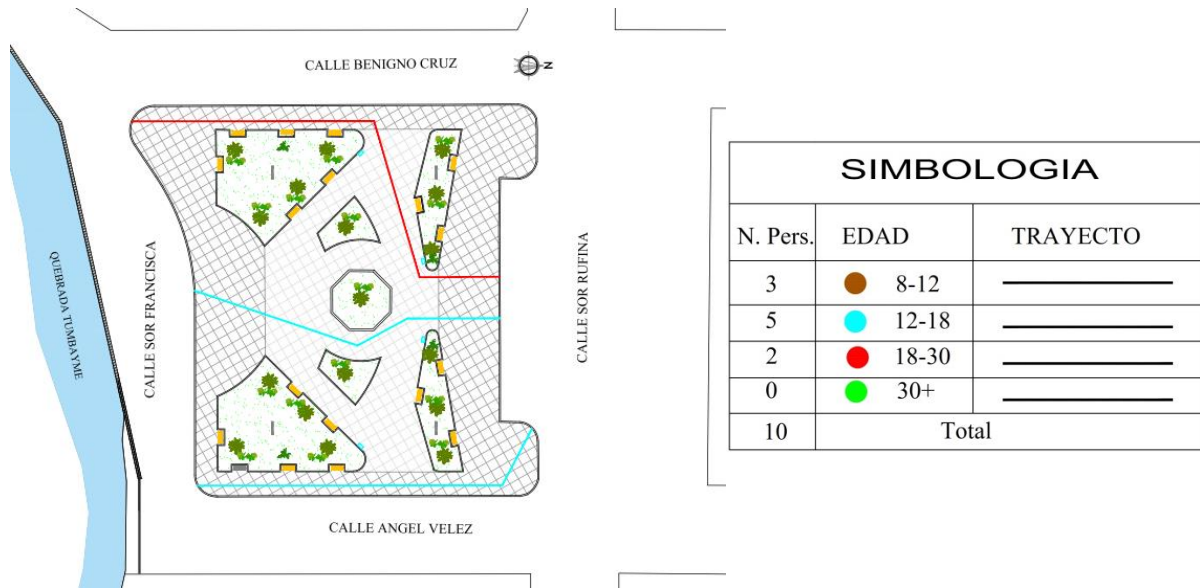 CALLE BENIGNO CRUZ
N
QUEBRADA TUMBAYME
CALLE SOR FRANCISCA
CALLE SOR RUFINA
CALLE ANGEL VELEZ
SIMBOLOGIA
N. Pers. EDAD TRAYECTO
3 8-12
5 12-18
2 18-30
0 30+
10 Total